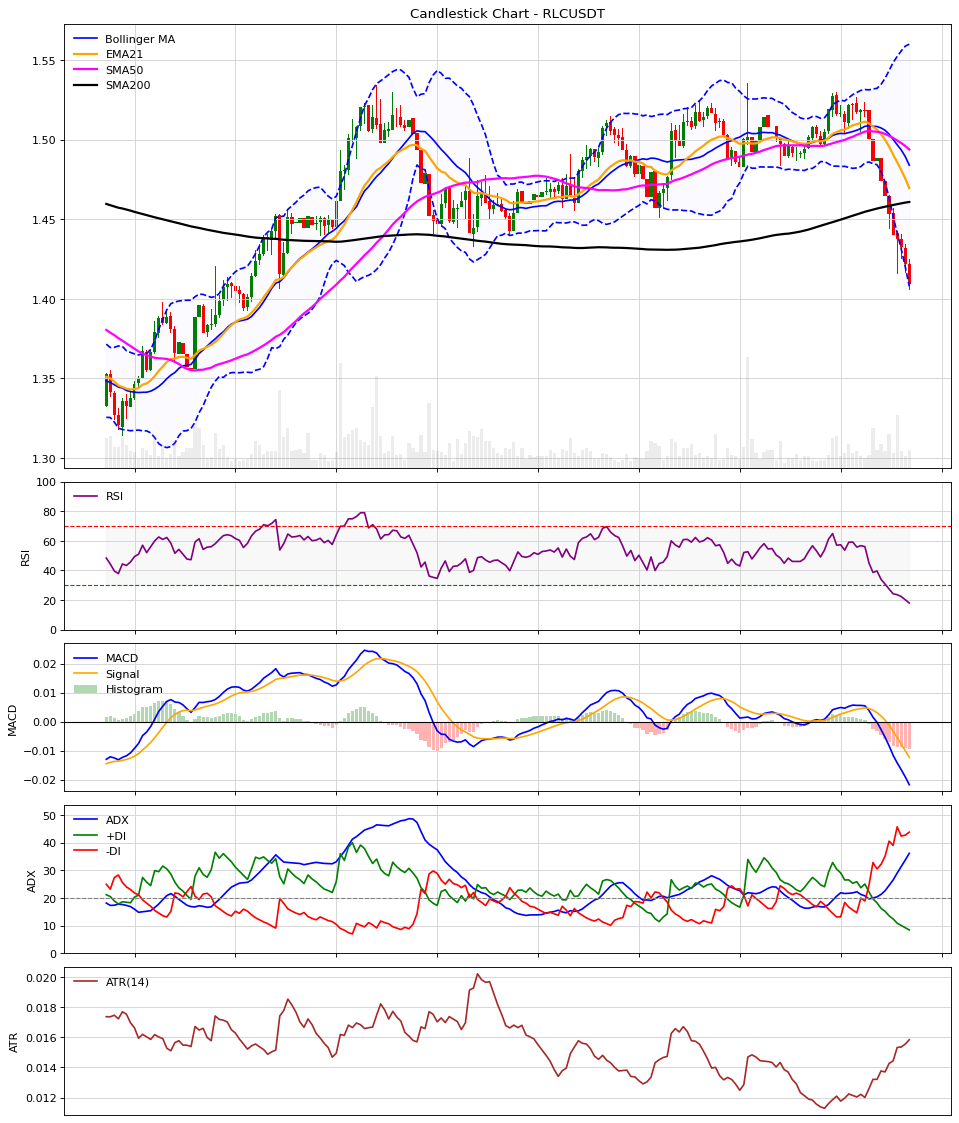 Candlestick Chart - RLCUSDT
Bollinger MA
EMA21
SMA50
SMA200
1.55
1.50
1.45
1.40
1.35
1.30
RSI
100
80
60
40
20
0
RSI
MACD
Signal
Histogram
0.02
0.01
0.00
−0.01
−0.02
MACD
ADX
+DI
-DI
50
40
30
20
10
0
ADX
ATR(14)
0.020
0.018
0.016
0.014
0.012
ATR